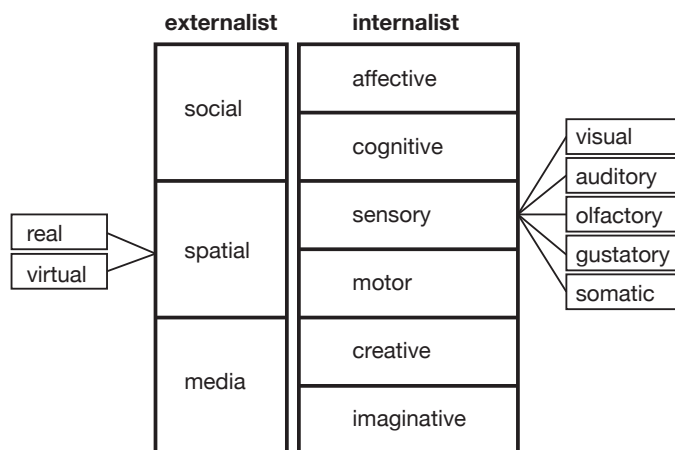 externalist
internalist
social
spatial
media
affective
cognitive
sensory
motor
creative
imaginative
real
virtual
visual
auditory
olfactory
gustatory
somatic